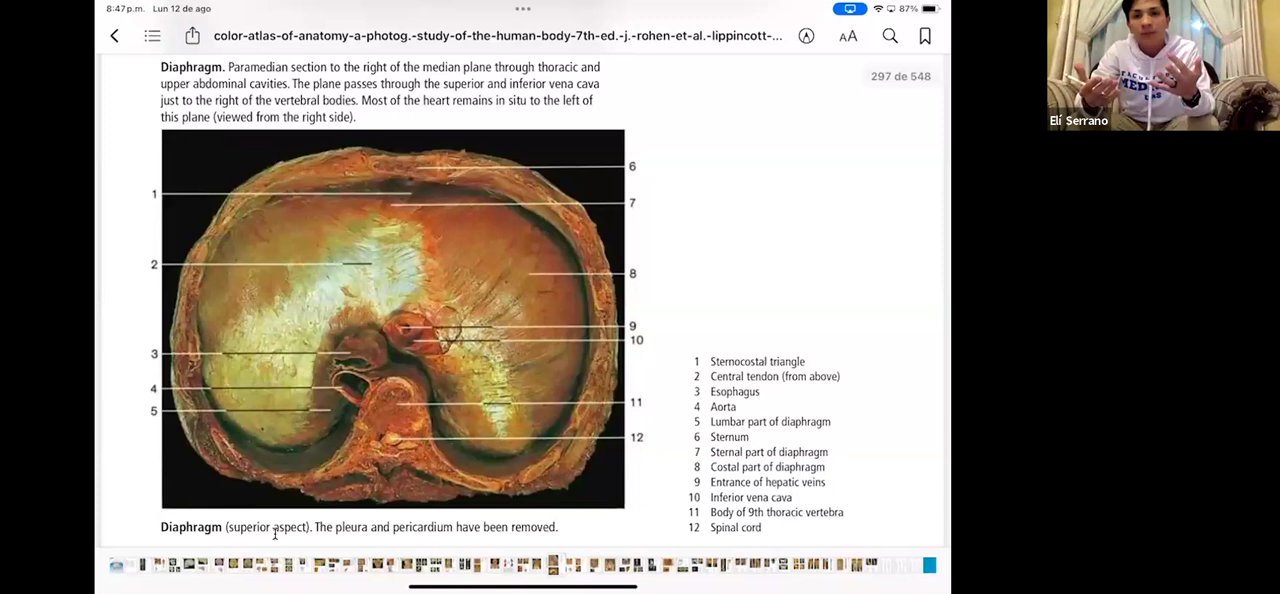 8:47 p.m. Lun 12 de ago
87%
color-atlas-of-anatomy-a-photog.-study-of-the-human-body-7th-ed.-j.-rohen-et-al.-lippincott-...
AA
Diaphragm. Paramedian section to the right of the median plane through thoracic and
upper abdominal cavities. The plane passes through the superior and inferior vena cava
just to the right of the vertebral bodies. Most of the heart remains in situ to the left of
this plane (viewed from the right side).
297 de 548
Elí Serrano
1
2
3
4
5
6
7
8
9
10
11
12
1 Sternocostal triangle
2 Central tendon (from above)
3 Esophagus
4 Aorta
5 Lumbar part of diaphragm
6 Sternum
7 Sternal part of diaphragm
8 Costal part of diaphragm
9 Entrance of hepatic veins
10 Inferior vena cava
11 Body of 9th thoracic vertebra
12 Spinal cord
Diaphragm (superior aspect). The pleura and pericardium have been removed.